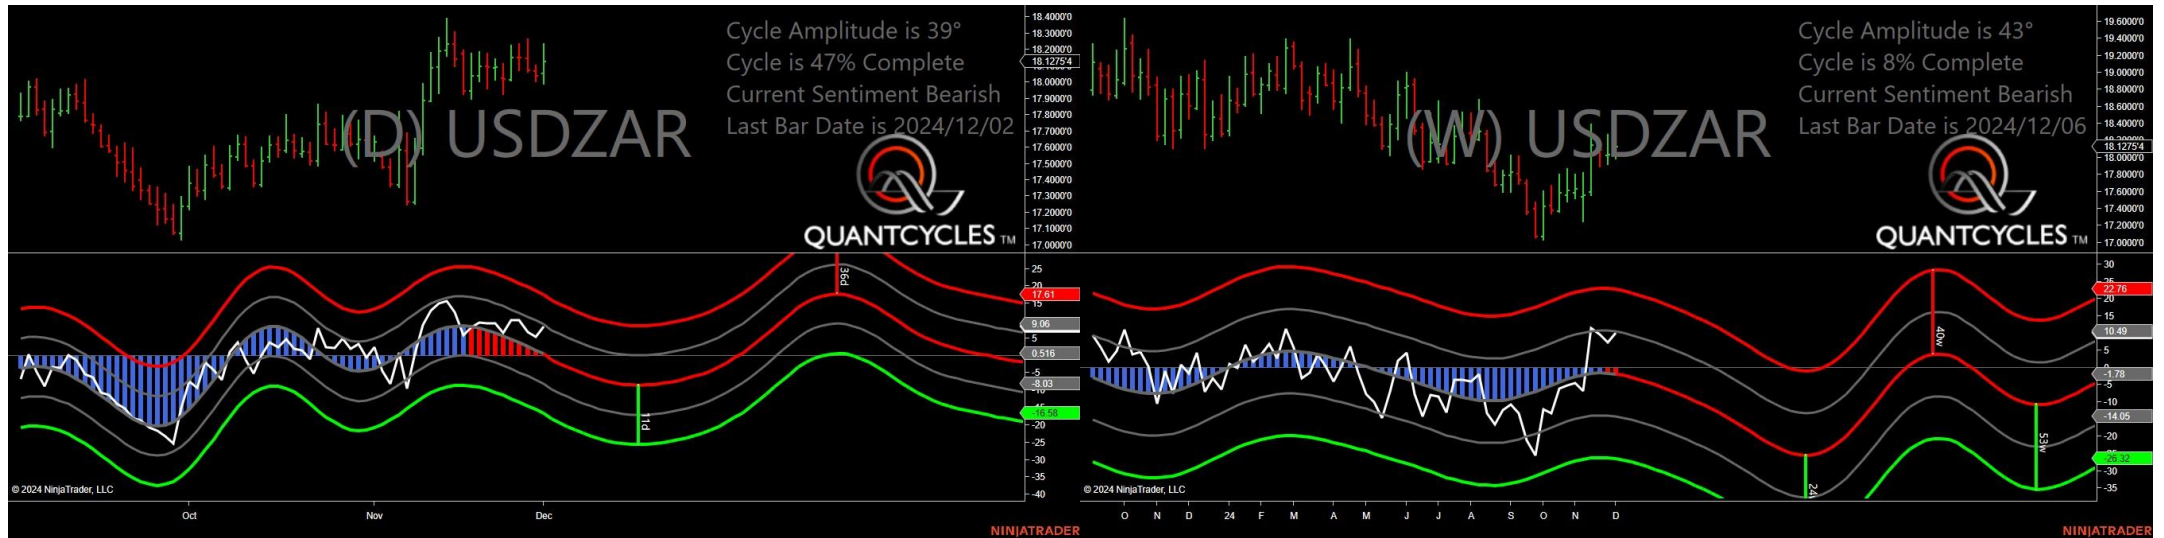 Cycle Amplitude is 39°
Cycle is 47% Complete
Current Sentiment Bearish
Last Bar Date is 2024/12/02
(D) USDZAR
QUANTCYCLES TM
18.4000'0
18.3000'0
18.2000'0
18.1275'4
18.0000'0
17.9000'0
17.8000'0
17.7000'0
17.6000'0
17.5000'0
17.4000'0
17.3000'0
17.2000'0
17.1000'0
17.0000'0
36d
11d
25
20
17.61
15
9.06
5
0.516
-5
-8.03
-16.58
-20
-25
-30
-35
-40
© 2024 NinjaTrader, LLC
Oct
Nov
Dec
NINJATRADER
Cycle Amplitude is 43°
Cycle is 8% Complete
Current Sentiment Bearish
Last Bar Date is 2024/12/06
(W) USDZAR
QUANTCYCLES TM
19.6000'0
19.4000'0
19.2000'0
19.0000'0
18.8000'0
18.6000'0
18.4000'0
18.1275'4
18.0000'0
17.8000'0
17.6000'0
17.4000'0
17.2000'0
17.0000'0
40w
53w
30
22.76
20
15
10.49
5
-1.78
-5
-10
-14.05
-20
-26.32
-30
-35
© 2024 NinjaTrader, LLC
O
N
D
24
F
M
A
M
J
J
A
S
O
N
D
NINJATRADER